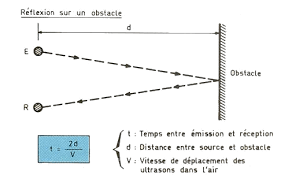 Réflexion sur un obstacle
d
E
Obstacle
R
t = 2d / V
t : Temps entre émission et réception
d : Distance entre source et obstacle
V : Vitesse de déplacement des
ultrasons dans l'air